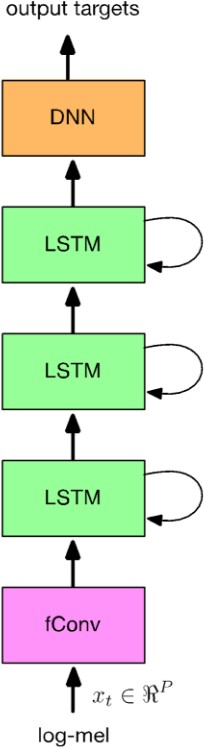 output targets
DNN
LSTM
LSTM
LSTM
fConv
x_t ∈ ℜ^P
log-mel